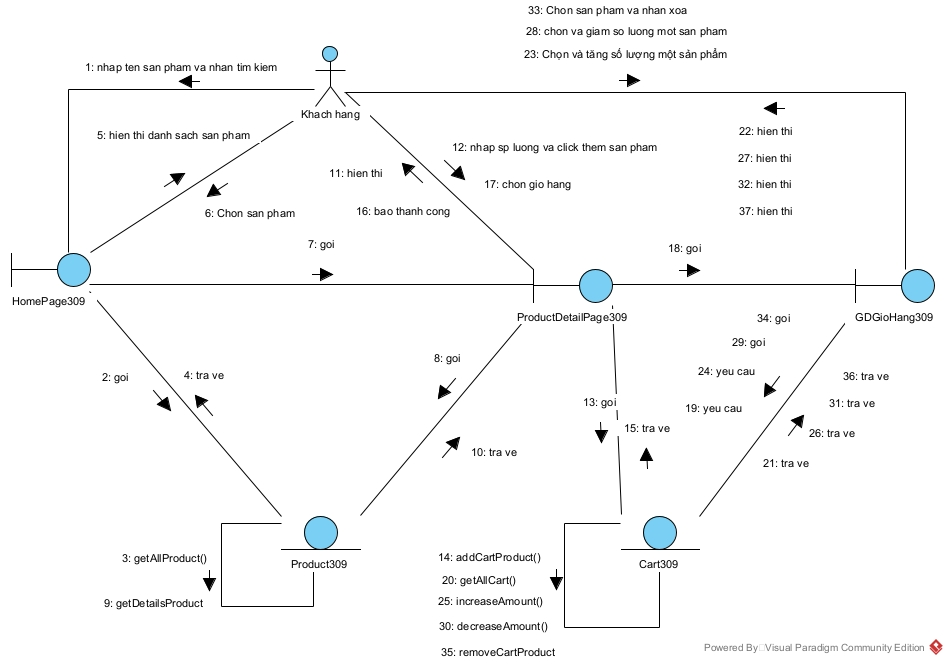 33: Chon san pham va nhan xoa
28: chon va giam so luong mot san pham
23: Chọn và tăng số lượng một sản phẩm
1: nhap ten san pham va nhan tim kiem
Khach hang
5: hien thi danh sach san pham
6: Chon san pham
11: hien thi
12: nhap sp luong va click them san pham
17: chon gio hang
16: bao thanh cong
22: hien thi
27: hien thi
32: hien thi
37: hien thi
7: goi
18: goi
HomePage309
ProductDetailPage309
GDGioHang309
2: goi
4: tra ve
8: goi
10: tra ve
13: goi
15: tra ve
34: goi
29: goi
24: yeu cau
19: yeu cau
36: tra ve
31: tra ve
26: tra ve
21: tra ve
3: getAllProduct()
9: getDetailsProduct
Product309
14: addCartProduct()
20: getAllCart()
25: increaseAmount()
30: decreaseAmount()
35: removeCartProduct
Cart309
Powered By Visual Paradigm Community Edition